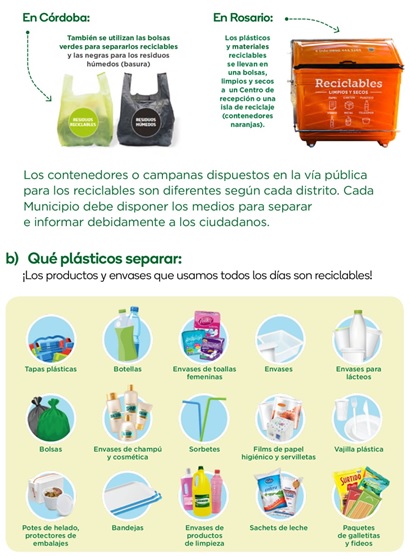 En Córdoba:
También se utilizan las bolsas
verdes para separarlos reciclables
y las negras para los residuos
húmedos (basura)
RESIDUOS
RECICLABLES
RESIDUOS
HÚMEDOS
En Rosario:
Los plásticos
y materiales
reciclables
se llevan
en una bolsas,
limpios y secos
a un Centro de
recepción o una
isla de reciclaje
(contenedores
naranjas).
Reciclables
LIMPIOS Y SECOS
Los contenedores o campanas dispuestos en la vía pública
para los reciclables son diferentes según cada distrito. Cada
Municipio debe disponer los medios para separar
e informar debidamente a los ciudadanos.
b) Qué plásticos separar:
¡Los productos y envases que usamos todos los días son reciclables!
Tapas plásticas
Botellas
Envases de toallas
femeninas
Envases
Envases para
lácteos
Bolsas
Envases de champú
y cosmética
Sorbetes
Films de papel
higiénico y servilletas
Vajilla plástica
Potes de helado,
protectores de
embalajes
Bandejas
Envases de
productos
de limpieza
Sachets de leche
SURTIDO
Paquetes
de galletitas
y fideos